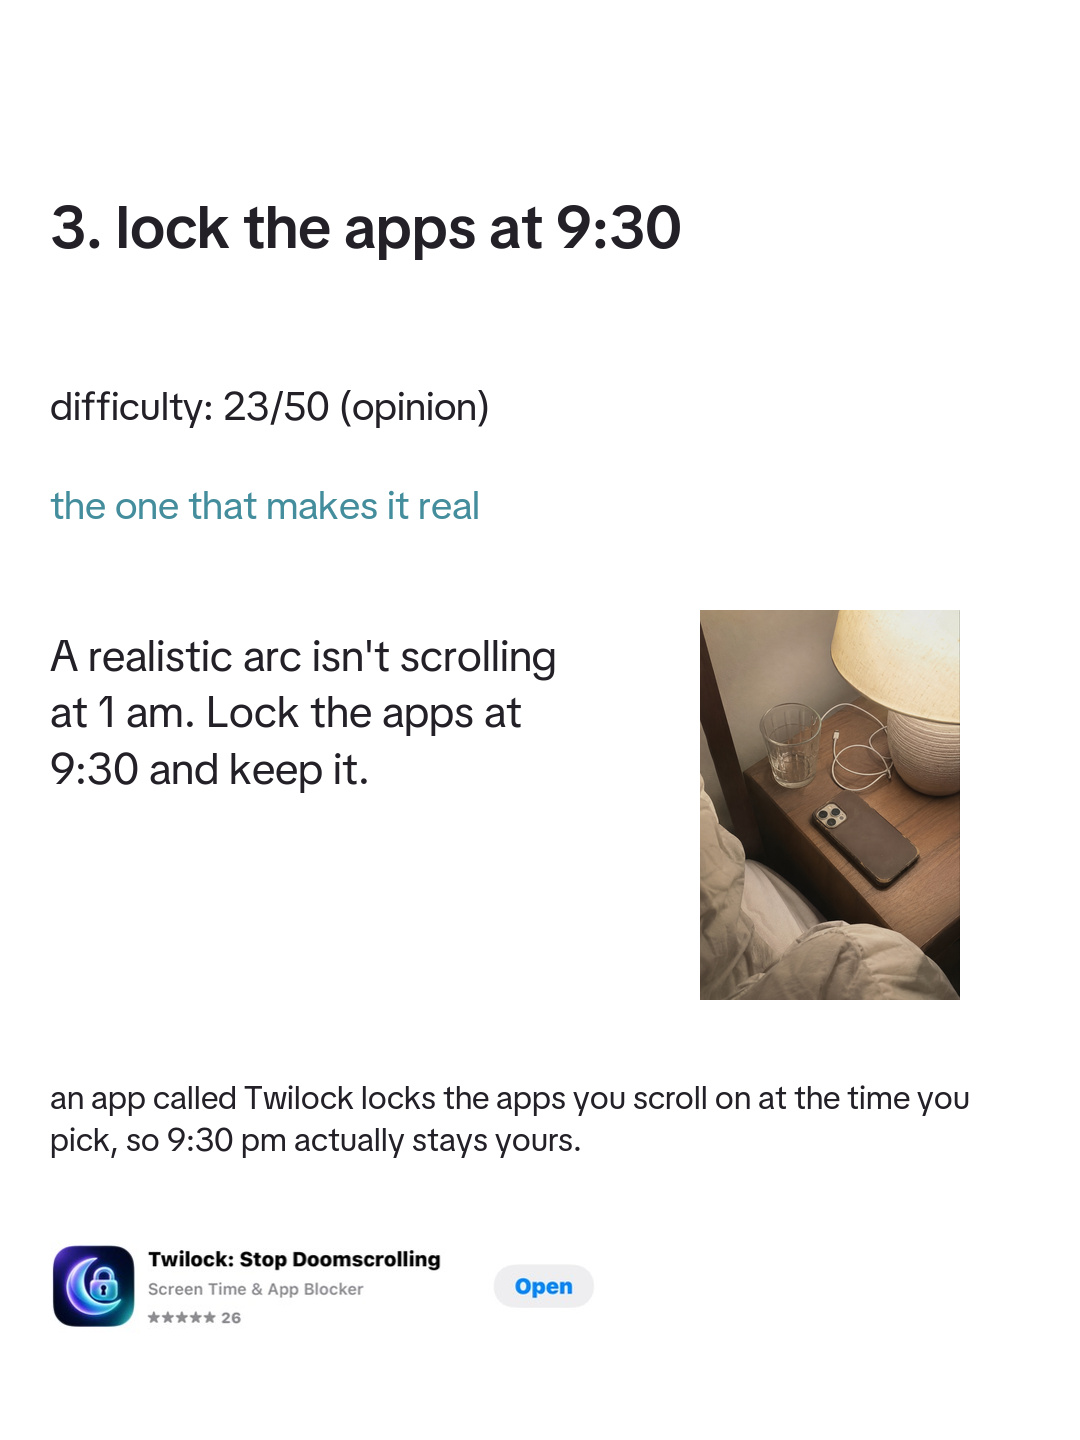 3. lock the apps at 9:30
difficulty: 23/50 (opinion)
the one that makes it real
A realistic arc isn't scrolling
at 1 am. Lock the apps at
9:30 and keep it.
an app called Twilock locks the apps you scroll on at the time you
pick, so 9:30 pm actually stays yours.
Twilock: Stop Doomscrolling
Screen Time & App Blocker
★★★★★ 26
Open